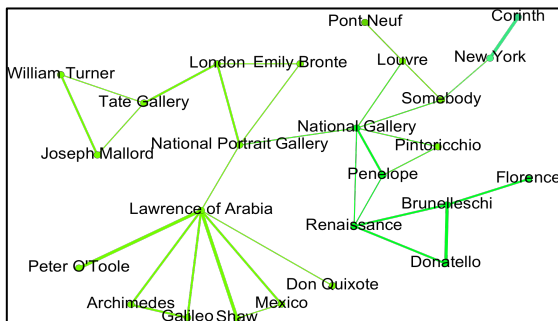 Corinth
Pont Neuf
New York
London Emily Bronte
Louvre
William Turner
Somebody
Tate Gallery
National Gallery
National Portrait Gallery
Pintoricchio
Joseph Mallord
Penelope
Florence
Brunelleschi
Lawrence of Arabia
Renaissance
Peter O'Toole
Donatello
Don Quixote
Archimedes
Mexico
Galileo
Shaw